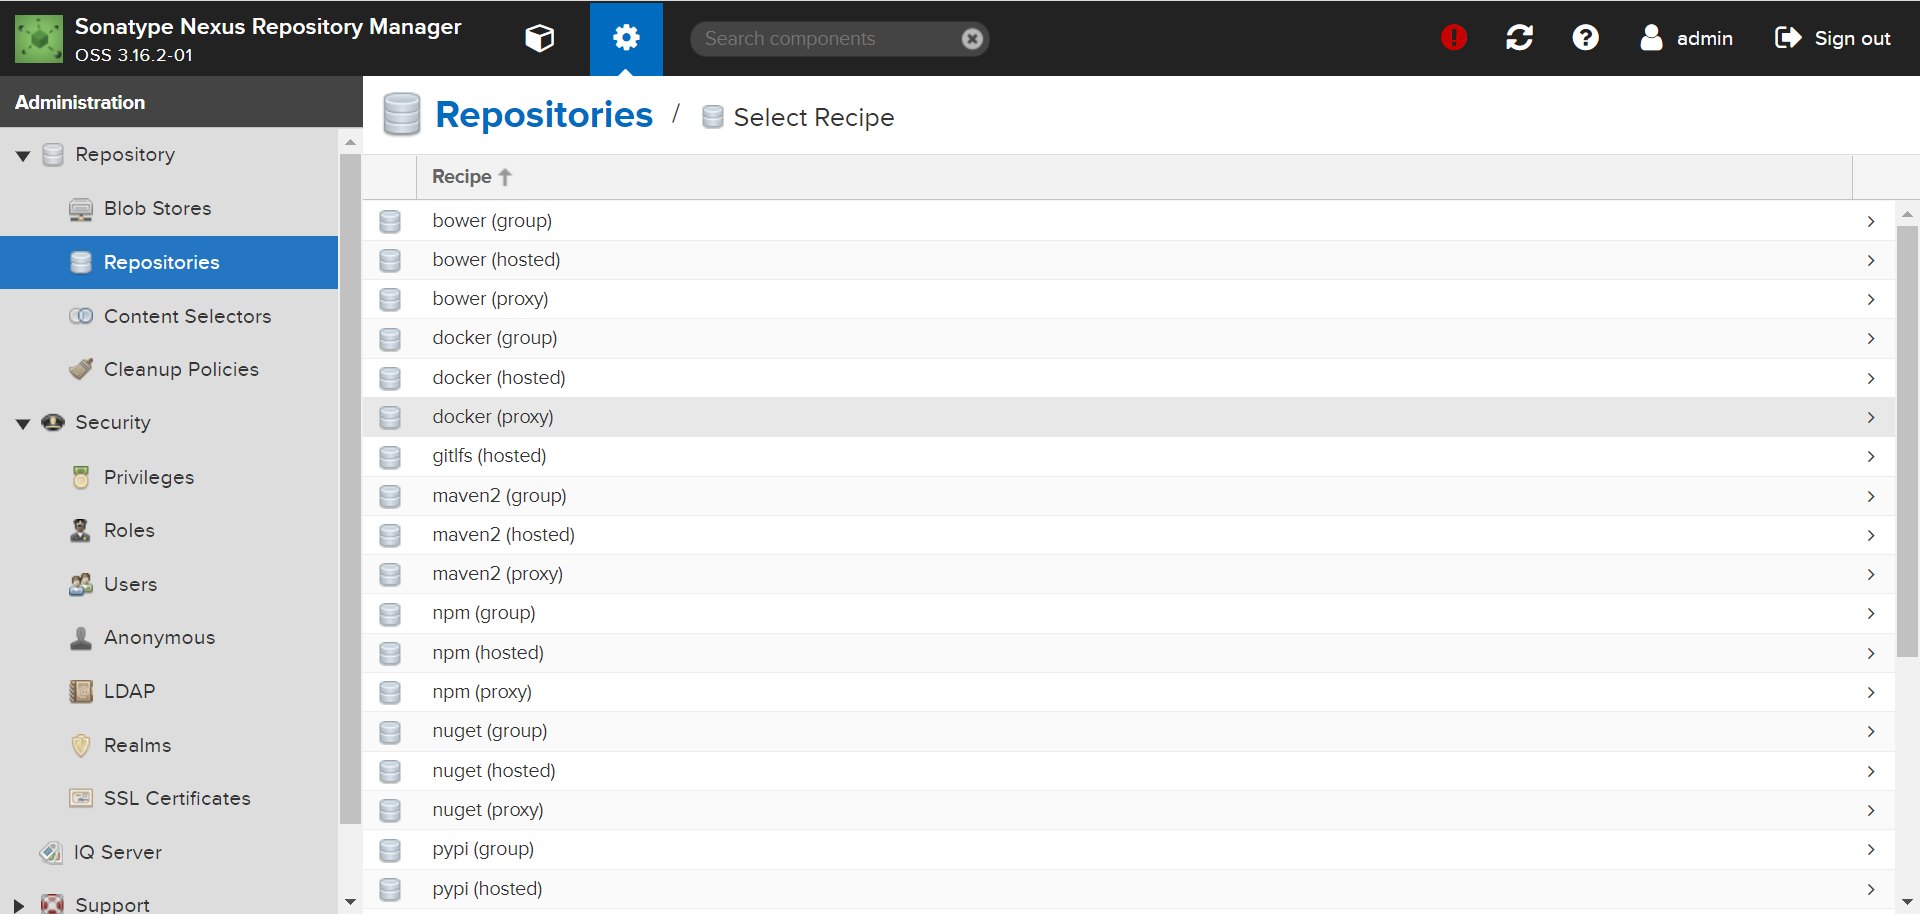 Sonatype Nexus Repository Manager
OSS 3.16.2-01
Search components
admin
Sign out
Administration
Repository
Blob Stores
Repositories
Content Selectors
Cleanup Policies
Security
Privileges
Roles
Users
Anonymous
LDAP
Realms
SSL Certificates
IQ Server
Support
Repositories / Select Recipe
Recipe
bower (group)
bower (hosted)
bower (proxy)
docker (group)
docker (hosted)
docker (proxy)
gitlfs (hosted)
maven2 (group)
maven2 (hosted)
maven2 (proxy)
npm (group)
npm (hosted)
npm (proxy)
nuget (group)
nuget (hosted)
nuget (proxy)
pypi (group)
pypi (hosted)